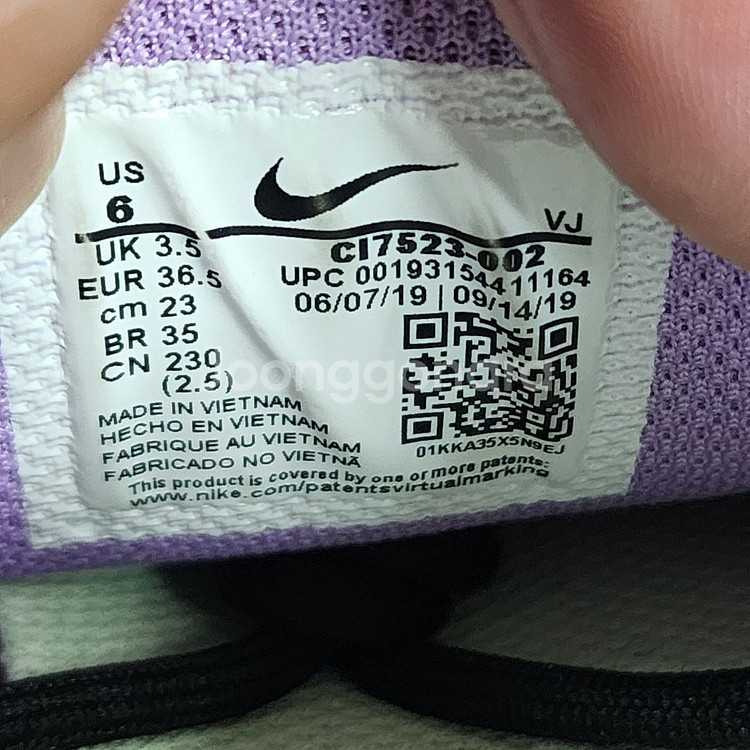 US
6
VJ
UK 3.5
EUR 36.5
cm 23
BR 35
CN 230
(2.5)
CI7523-002
UPC 00193154411164
06/07/19 | 09/14/19
01KKA35X5N9EJ
MADE IN VIETNAM
HECHO EN VIETNAM
FABRIQUE AU VIETNAM
FABRICADO NO VIETNÃ
This product is covered by one or more patents:
www.nike.com/patentsvirtualmarking